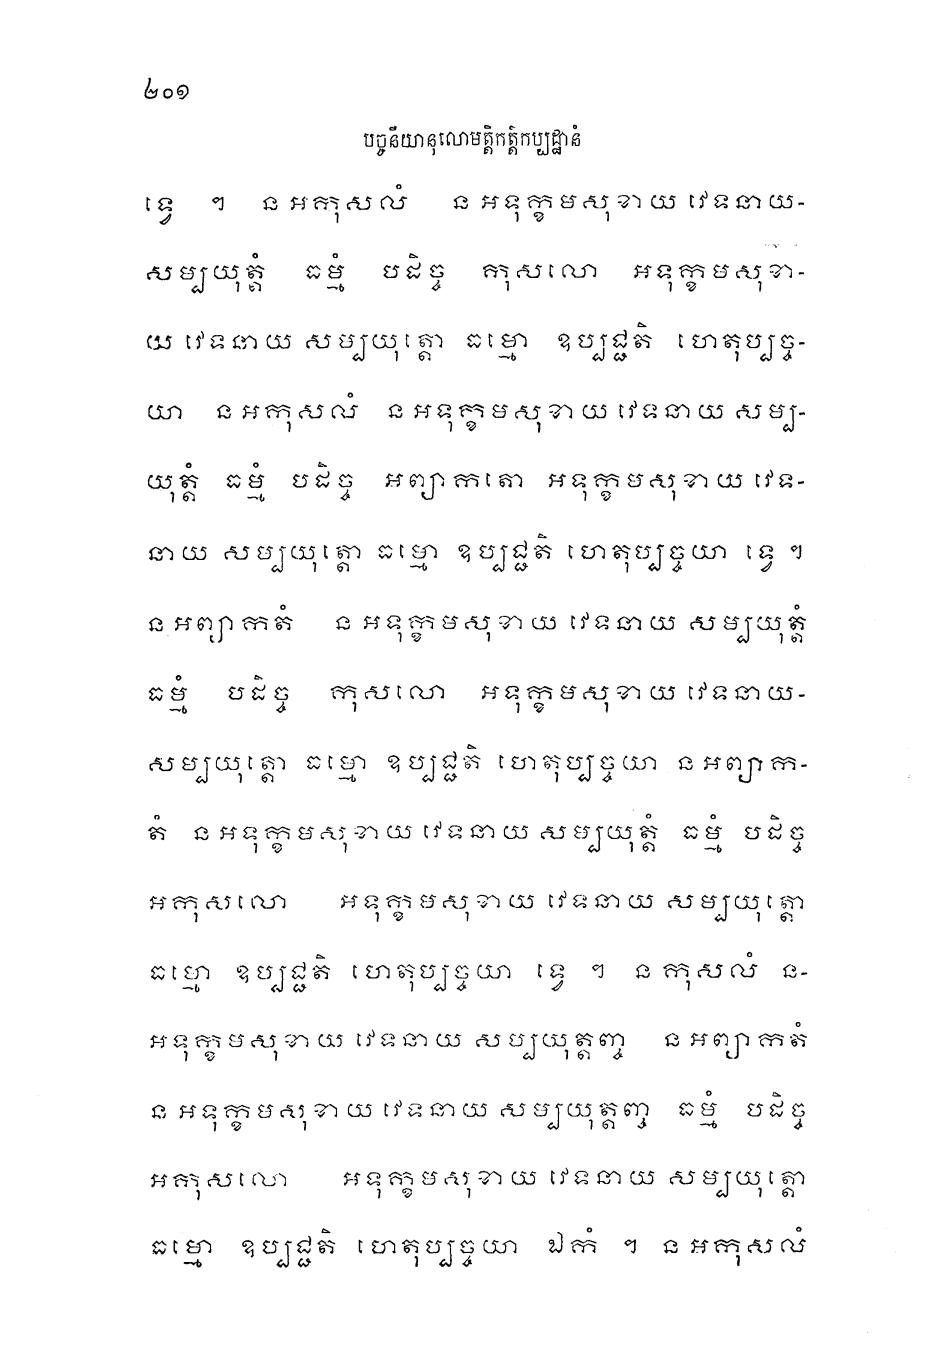 ២០១
បច្ចនីយានុលោមត្តិកត្តិកប្បដ្ឋានំ
ទ្វេ ។ ន អកុសលំ ន អទុក្ខមសុខាយ វេទនាយ-
សម្បយុត្តំ ធម្មំ បដិច្ច កុសលោ អទុក្ខមសុខា-
យ វេទនាយ សម្បយុត្តោ ធម្មោ ឧប្បជ្ជតិ ហេតុប្បច្ច-
យា ន អកុសលំ ន អទុក្ខមសុខាយ វេទនាយ សម្ប-
យុត្តំ ធម្មំ បដិច្ច អព្យាកតោ អទុក្ខមសុខាយ វេទ-
នាយ សម្បយុត្តោ ធម្មោ ឧប្បជ្ជតិ ហេតុប្បច្ចយា ទ្វេ ។
ន អព្យាកតំ ន អទុក្ខមសុខាយ វេទនាយ សម្បយុត្តំ
ធម្មំ បដិច្ច កុសលោ អទុក្ខមសុខាយ វេទនាយ-
សម្បយុត្តោ ធម្មោ ឧប្បជ្ជតិ ហេតុប្បច្ចយា ន អព្យាក-
តំ ន អទុក្ខមសុខាយ វេទនាយ សម្បយុត្តំ ធម្មំ បដិច្ច
អកុសលោ អទុក្ខមសុខាយ វេទនាយ សម្បយុត្តោ
ធម្មោ ឧប្បជ្ជតិ ហេតុប្បច្ចយា ទ្វេ ។ ន កុសលំ ន-
អទុក្ខមសុខាយ វេទនាយ សម្បយុត្តញ្ច ន អព្យាកតំ
ន អទុក្ខមសុខាយ វេទនាយ សម្បយុត្តញ្ច ធម្មំ បដិច្ច
អកុសលោ អទុក្ខមសុខាយ វេទនាយ សម្បយុត្តោ
ធម្មោ ឧប្បជ្ជតិ ហេតុប្បច្ចយា ឯកំ ។ ន អកុសលំ